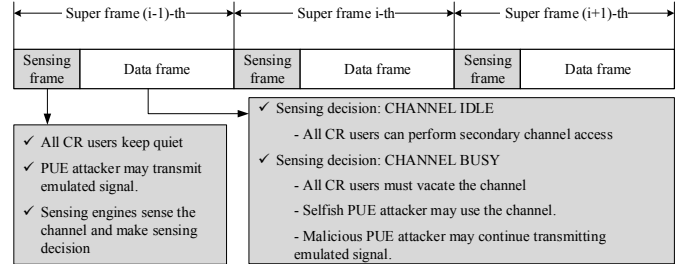 Super frame (i-1)-th Super frame i-th Super frame (i+1)-th
Sensing frame Data frame Sensing frame Data frame Sensing frame Data frame
✓ All CR users keep quiet
✓ PUE attacker may transmit
emulated signal.
✓ Sensing engines sense the
channel and make sensing
decision
✓ Sensing decision: CHANNEL IDLE
- All CR users can perform secondary channel access
✓ Sensing decision: CHANNEL BUSY
- All CR users must vacate the channel
- Selfish PUE attacker may use the channel.
- Malicious PUE attacker may continue transmitting
emulated signal.